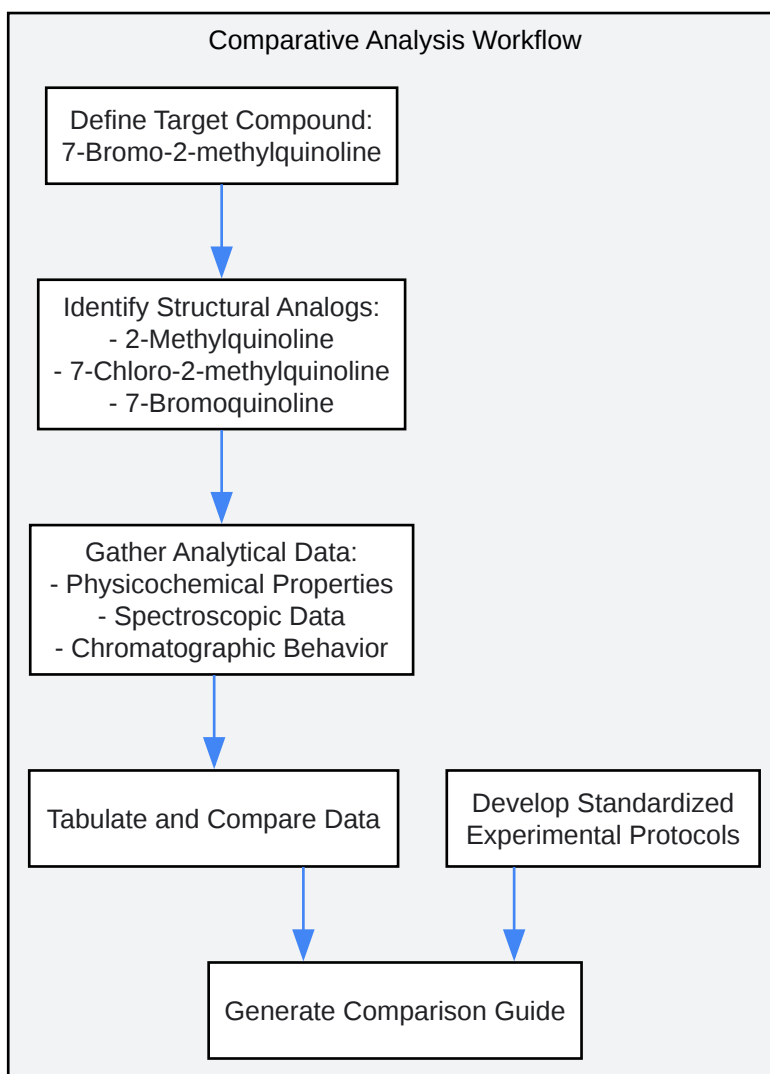 Comparative Analysis Workflow
Define Target Compound:
7-Bromo-2-methylquinoline
Identify Structural Analogs:
- 2-Methylquinoline
- 7-Chloro-2-methylquinoline
- 7-Bromoquinoline
Gather Analytical Data:
- Physicochemical Properties
- Spectroscopic Data
- Chromatographic Behavior
Tabulate and Compare Data
Develop Standardized
Experimental Protocols
Generate Comparison Guide